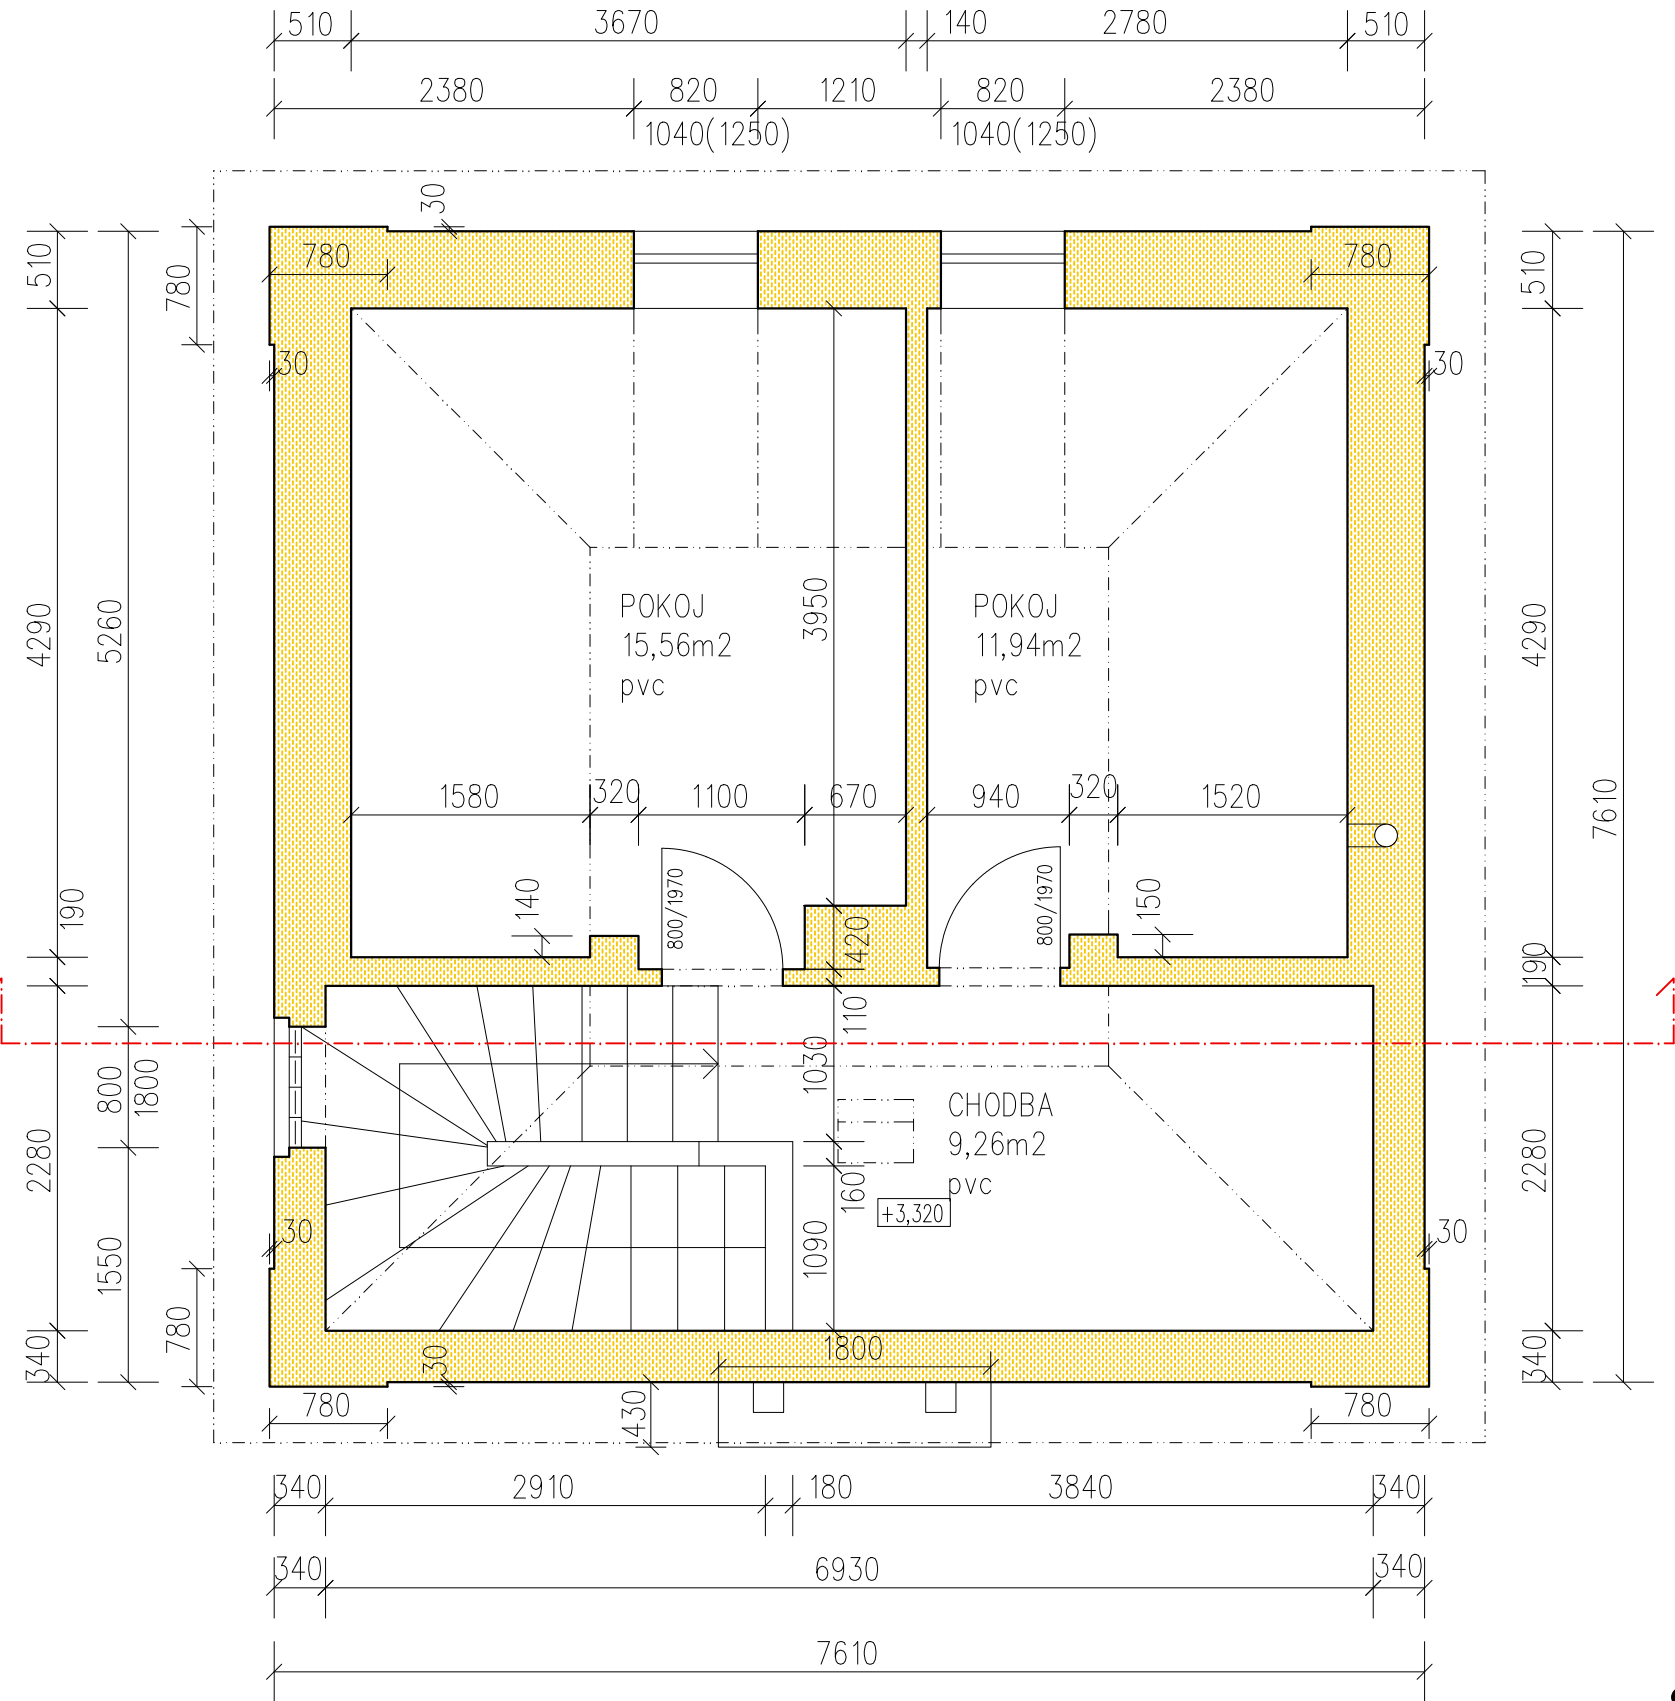 510 3670 140 2780 510
2380 820 1210 820 2380
1040(1250) 1040(1250)
30
510 780 780 780 780 510
30 30
POKOJ POKOJ
15,56m2 11,94m2
pvc pvc
4290 5260 3950 4290
7610
1580 320 1100 670 940 320 1520
800/1970 800/1970
190 140 420 150 190
110
1030
800
1800
CHODBA
9,26m2
pvc
+3,320
2280 160 2280
1090
30 30
1550
780
340 30 1800 340
780 430 780
340 2910 180 3840 340
340 6930 340
7610